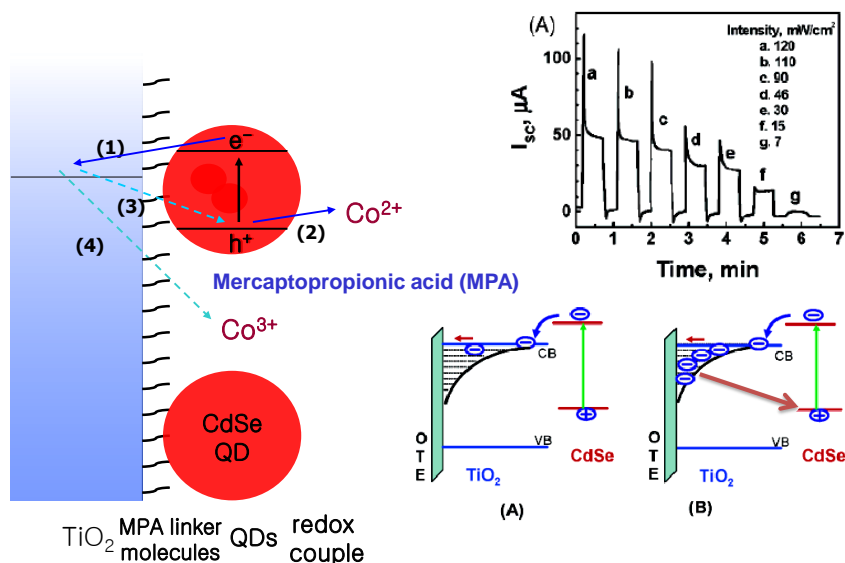 (1)
e⁻
(3)
(2)
Co²⁺
h⁺
(4)
Mercaptopropionic acid (MPA)
Co³⁺
CdSe
QD
TiO₂
MPA linker
molecules
QDs
redox
couple
(A)
Intensity, mW/cm²
a. 120
b. 110
c. 90
d. 46
e. 30
f. 15
g. 7
100
50
0
I_SC, μA
a
b
c
d
e
f
g
0 1 2 3 4 5 6 7
Time, min
CB
VB
O
T
E
TiO₂
CdSe
(A)
CB
VB
O
T
E
TiO₂
CdSe
(B)